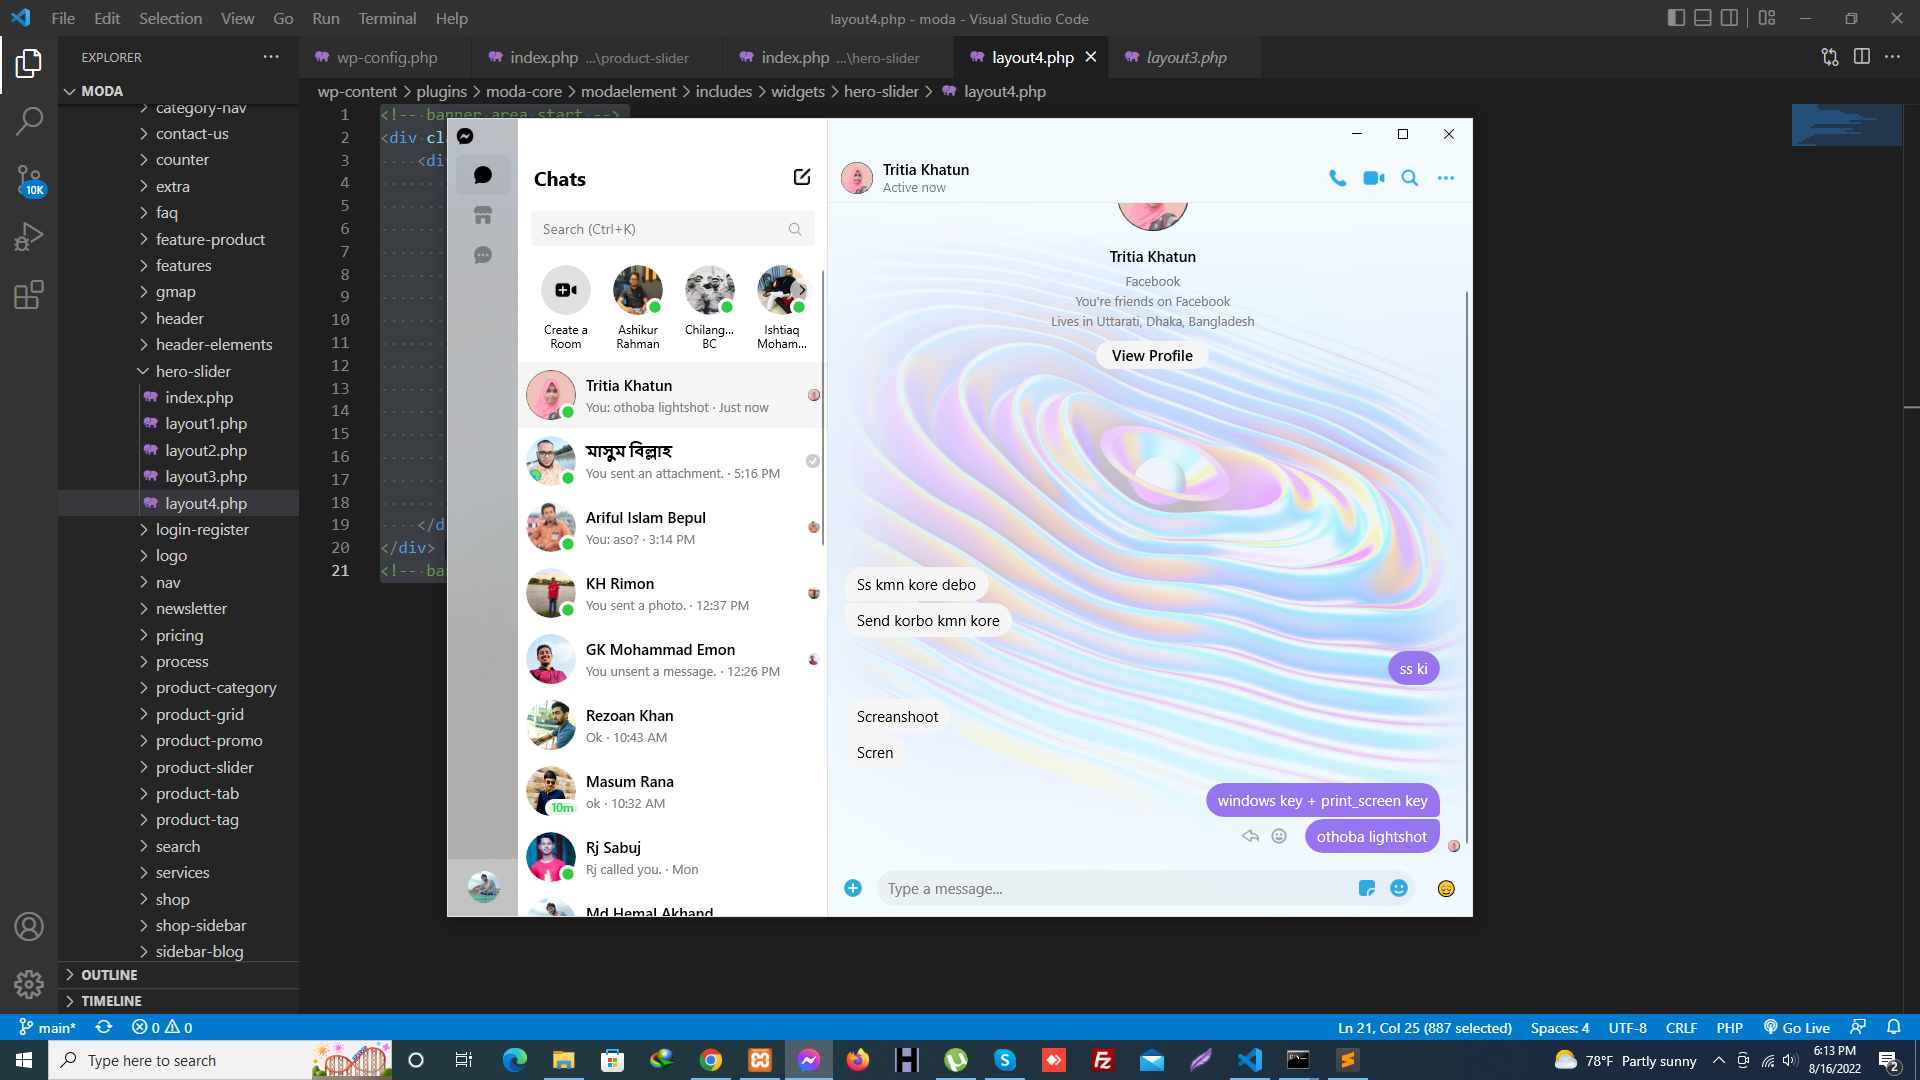 File Edit Selection View Go Run Terminal Help
layout4.php - moda - Visual Studio Code
EXPLORER
wp-config.php
index.php ...\product-slider
index.php ...\hero-slider
layout4.php
layout3.php
MODA
wp-content > plugins > moda-core > modaelement > includes > widgets > hero-slider > layout4.php
category-nav
contact-us
counter
extra
faq
feature-product
features
gmap
header
header-elements
hero-slider
index.php
layout1.php
layout2.php
layout3.php
layout4.php
login-register
logo
nav
newsletter
pricing
process
product-category
product-grid
product-promo
product-slider
product-tab
product-tag
search
services
shop
shop-sidebar
sidebar-blog
OUTLINE
TIMELINE
10K
1 <!-- banner area start -->
2 <div cl
3 <di
4
5
6
7
8
9
10
11
12
13
14
15
16
17
18
19 </d
20 </div>
21 <!-- ba
Chats
Search (Ctrl+K)
Create a Room
Ashikur Rahman
Chilang... BC
Ishtiaq Moham...
Tritia Khatun
You: othoba lightshot · Just now
মাসুম বিল্লাহ
You sent an attachment. · 5:16 PM
Ariful Islam Bepul
You: aso? · 3:14 PM
KH Rimon
You sent a photo. · 12:37 PM
GK Mohammad Emon
You unsent a message. · 12:26 PM
Rezoan Khan
Ok · 10:43 AM
Masum Rana
ok · 10:32 AM
10m
Rj Sabuj
Rj called you. · Mon
Md Hemal Akhand
Tritia Khatun
Active now
Tritia Khatun
Facebook
You're friends on Facebook
Lives in Uttarati, Dhaka, Bangladesh
View Profile
Ss kmn kore debo
Send korbo kmn kore
ss ki
Screanshoot
Scren
windows key + print_screen key
othoba lightshot
Type a message...
main* 0 0
Ln 21, Col 25 (887 selected) Spaces: 4 UTF-8 CRLF PHP Go Live
Type here to search
78°F Partly sunny
6:13 PM
8/16/2022
2